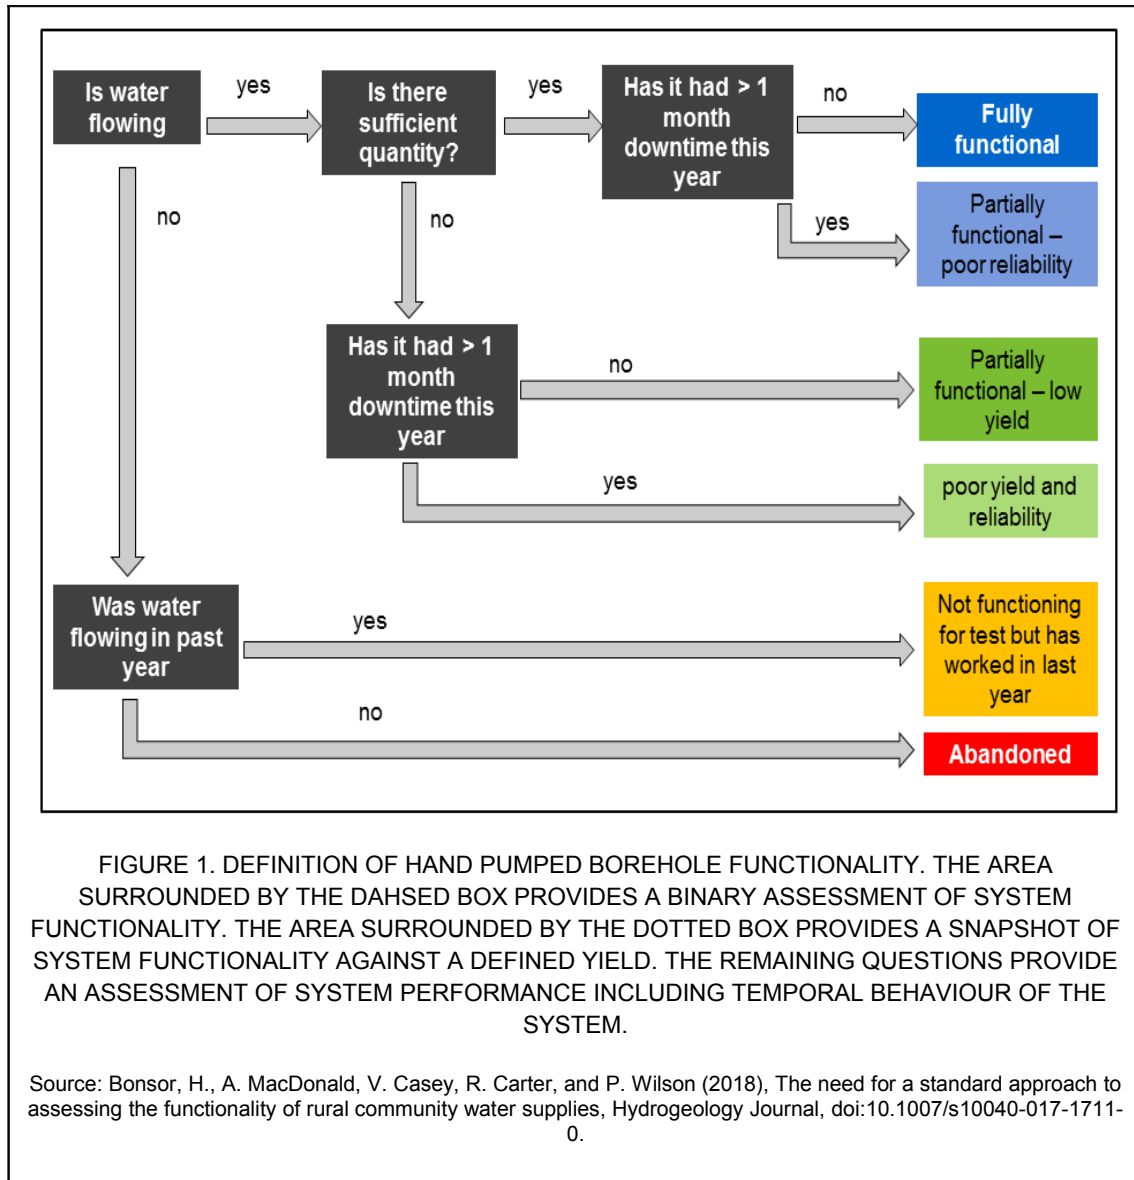 Is water
flowing
yes
Is there
sufficient
quantity?
yes
Has it had > 1
month
downtime this
year
no
Fully
functional
yes
Partially
functional –
poor reliability
no
no
Has it had > 1
month
downtime this
year
no
Partially
functional – low
yield
yes
poor yield and
reliability
Was water
flowing in past
year
yes
Not functioning
for test but has
worked in last
year
no
Abandoned
FIGURE 1. DEFINITION OF HAND PUMPED BOREHOLE FUNCTIONALITY. THE AREA
SURROUNDED BY THE DAHSED BOX PROVIDES A BINARY ASSESSMENT OF SYSTEM
FUNCTIONALITY. THE AREA SURROUNDED BY THE DOTTED BOX PROVIDES A SNAPSHOT OF
SYSTEM FUNCTIONALITY AGAINST A DEFINED YIELD. THE REMAINING QUESTIONS PROVIDE
AN ASSESSMENT OF SYSTEM PERFORMANCE INCLUDING TEMPORAL BEHAVIOUR OF THE
SYSTEM.
Source: Bonsor, H., A. MacDonald, V. Casey, R. Carter, and P. Wilson (2018), The need for a standard approach to
assessing the functionality of rural community water supplies, Hydrogeology Journal, doi:10.1007/s10040-017-1711-
0.